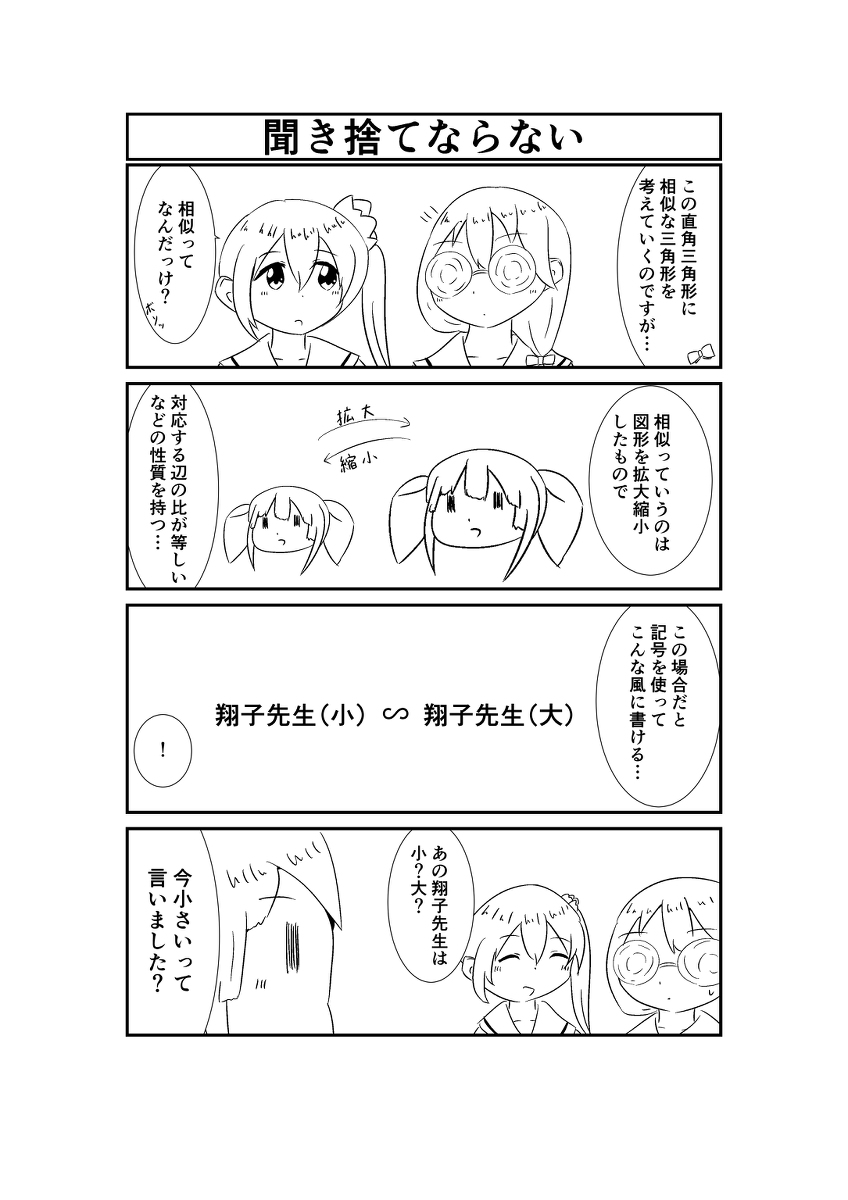 聞き捨てならない
この直角三角形に
相似な三角形を
考えていくのですが…
相似って
なんだっけ？
ボソッ
相似っていうのは
図形を拡大縮小
したもので
拡大
縮小
対応する辺の比が等しい
などの性質を持つ…
この場合だと
記号を使って
こんな風に書ける…
翔子先生(小) ∽ 翔子先生(大)
！
あの翔子先生は
小？大？
今小さいって
言いました？